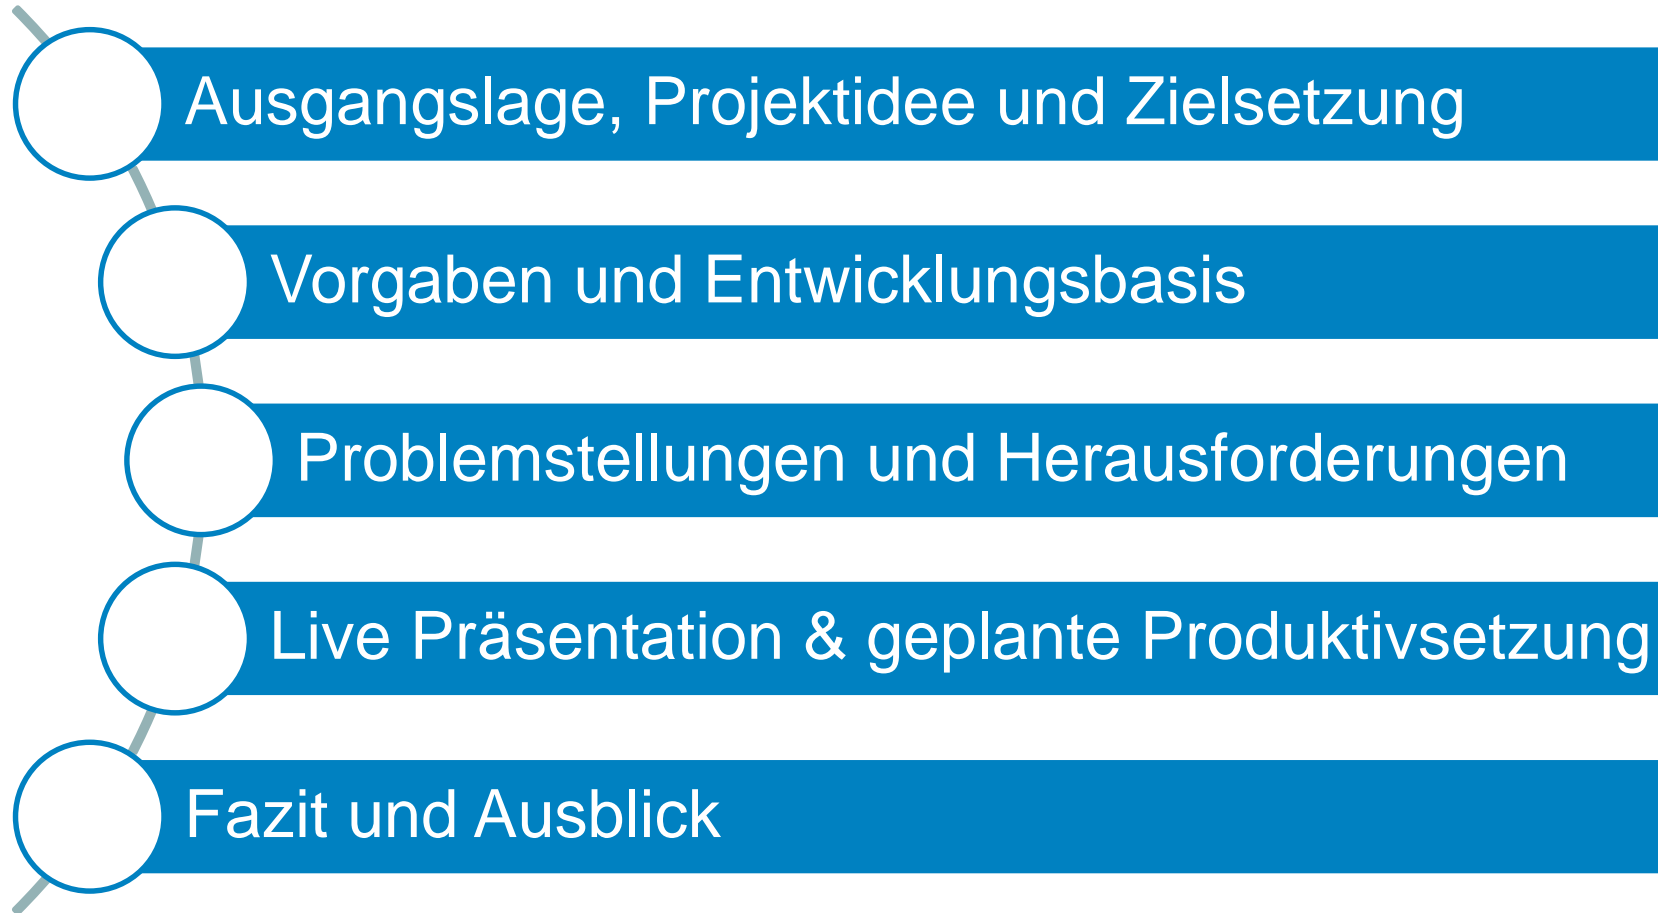 Ausgangslage, Projektidee und Zielsetzung
Vorgaben und Entwicklungsbasis
Problemstellungen und Herausforderungen
Live Präsentation & geplante Produktivsetzung
Fazit und Ausblick